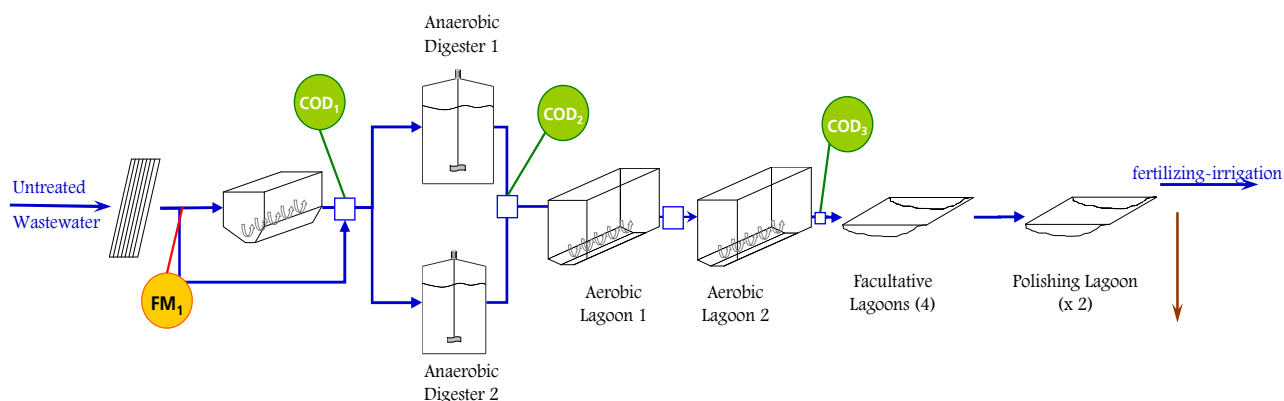 Untreated
Wastewater
FM1
COD1
Anaerobic
Digester 1
Anaerobic
Digester 2
COD2
Aerobic
Lagoon 1
Aerobic
Lagoon 2
COD3
Facultative
Lagoons (4)
Polishing Lagoon
(x 2)
fertilizing-irrigation